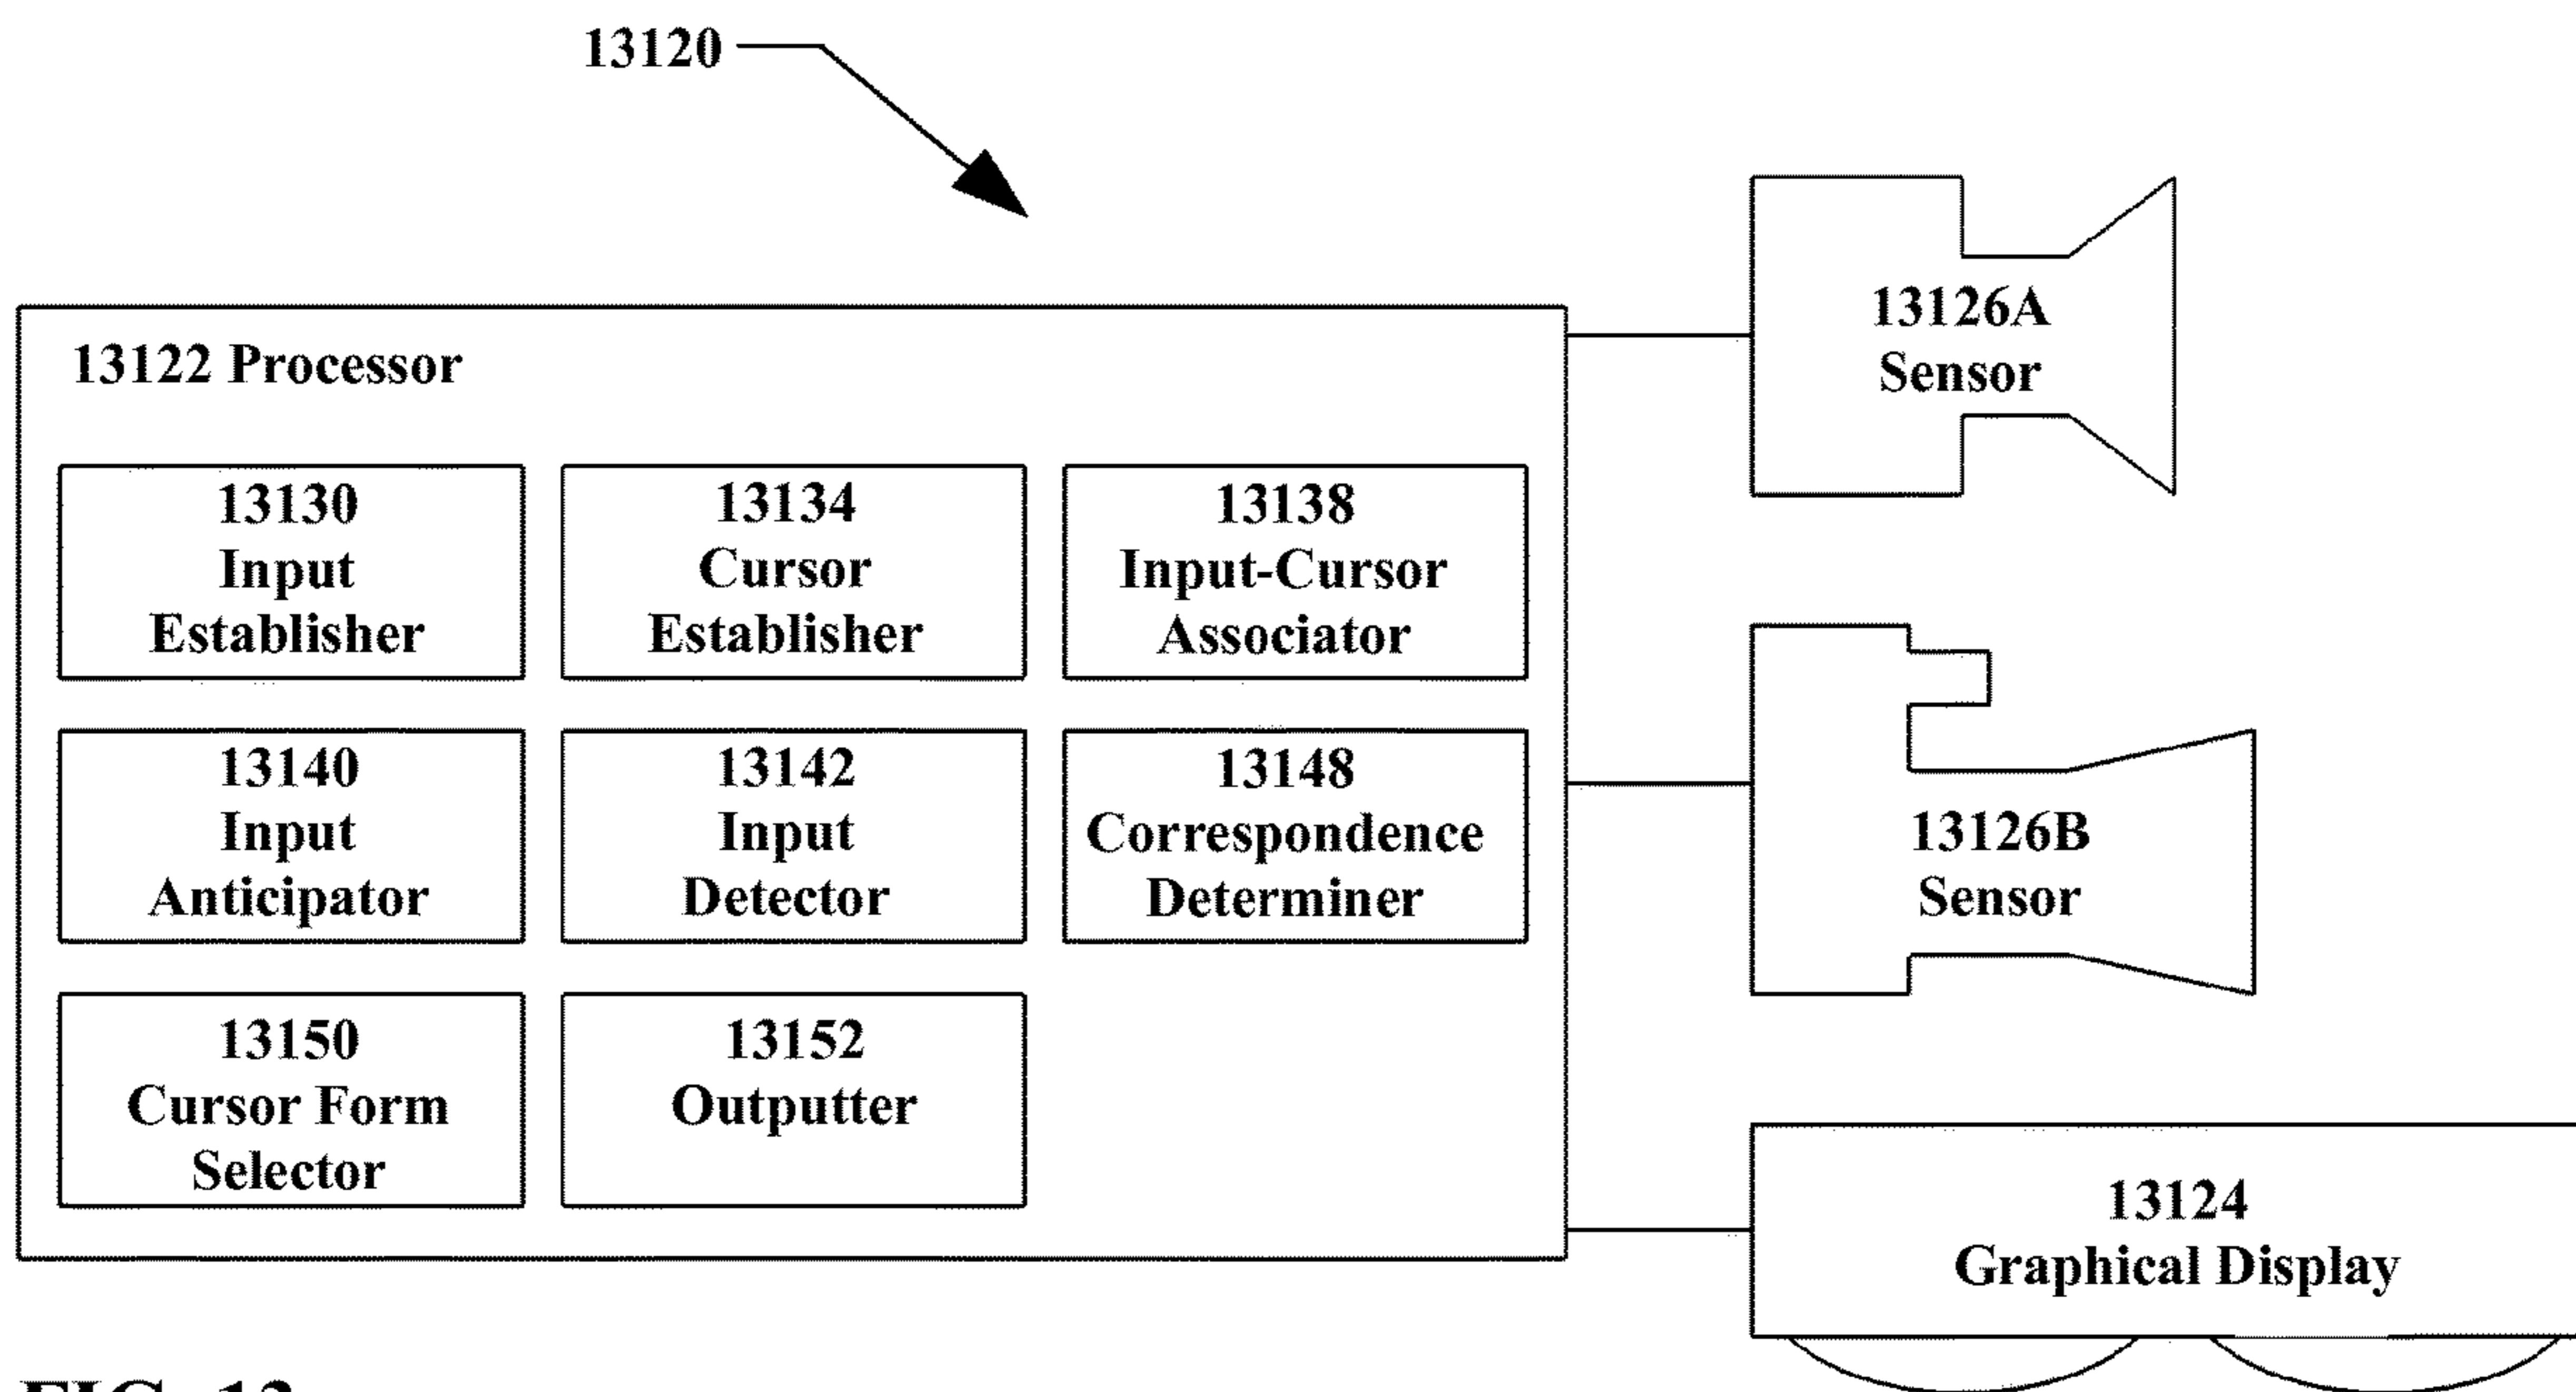 13120
13122 Processor
13130
Input
Establisher
13134
Cursor
Establisher
13138
Input-Cursor
Associator
13140
Input
Anticipator
13142
Input
Detector
13148
Correspondence
Determiner
13150
Cursor Form
Selector
13152
Outputter
13126A
Sensor
13126B
Sensor
13124
Graphical Display